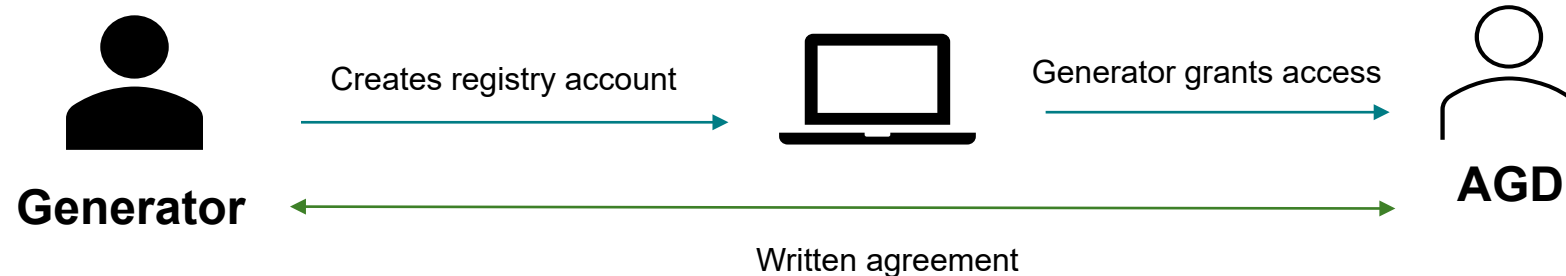 Creates registry account
Generator grants access
Generator
AGD
Written agreement